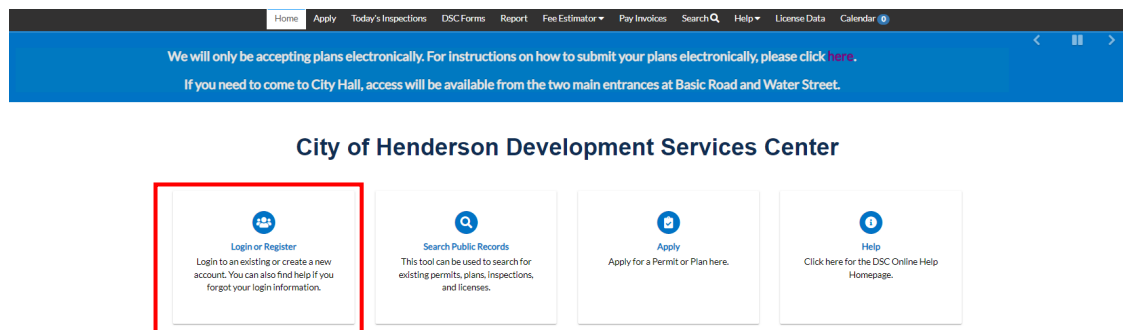 Home Apply Today's Inspections DSC Forms Report Fee Estimator Pay Invoices Search Help License Data Calendar 0
We will only be accepting plans electronically. For instructions on how to submit your plans electronically, please click here.
If you need to come to City Hall, access will be available from the two main entrances at Basic Road and Water Street.
City of Henderson Development Services Center
Login or Register
Login to an existing or create a new
account. You can also find help if you
forgot your login information.
Search Public Records
This tool can be used to search for
existing permits, plans, inspections,
and licenses.
Apply
Apply for a Permit or Plan here.
Help
Click here for the DSC Online Help
Homepage.